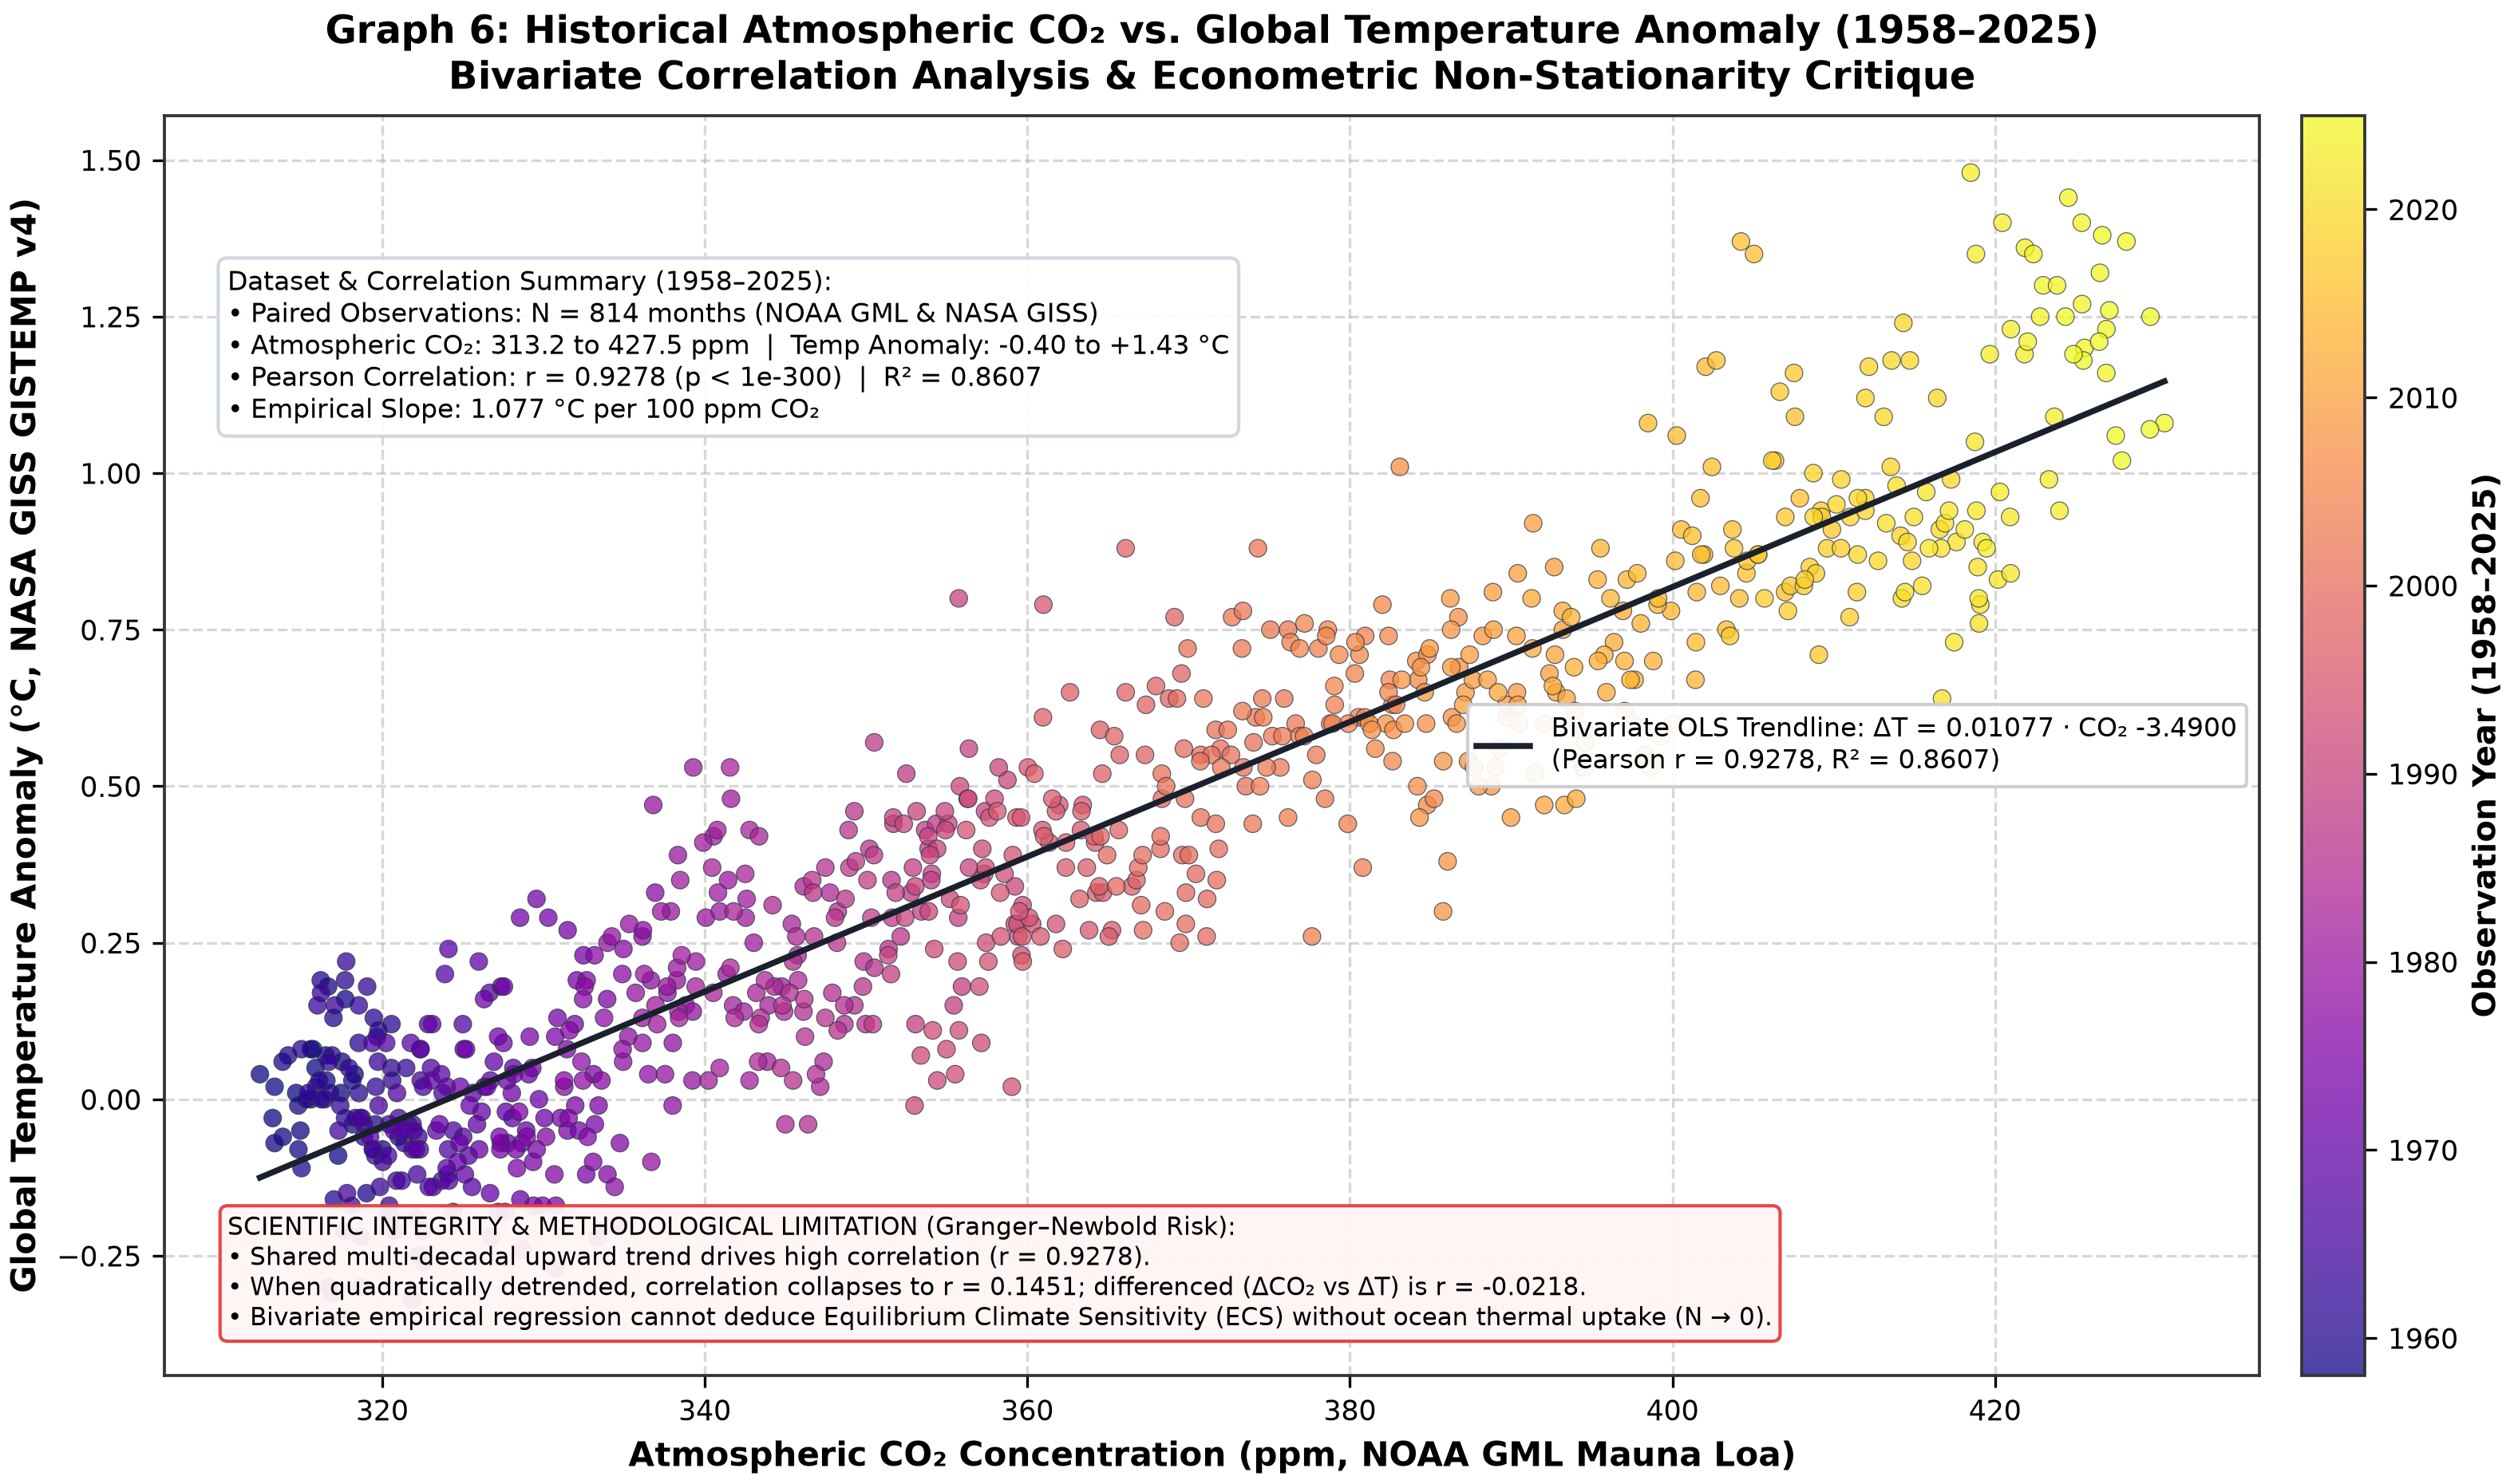 Graph 6: Historical Atmospheric CO₂ vs. Global Temperature Anomaly (1958–2025)
Bivariate Correlation Analysis & Econometric Non-Stationarity Critique
Global Temperature Anomaly (°C, NASA GISS GISTEMP v4)
1.50
1.25
1.00
0.75
0.50
0.25
0.00
−0.25
Dataset & Correlation Summary (1958–2025):
• Paired Observations: N = 814 months (NOAA GML & NASA GISS)
• Atmospheric CO₂: 313.2 to 427.5 ppm | Temp Anomaly: -0.40 to +1.43 °C
• Pearson Correlation: r = 0.9278 (p < 1e-300) | R² = 0.8607
• Empirical Slope: 1.077 °C per 100 ppm CO₂
Bivariate OLS Trendline: ΔT = 0.01077 · CO₂ -3.4900
(Pearson r = 0.9278, R² = 0.8607)
SCIENTIFIC INTEGRITY & METHODOLOGICAL LIMITATION (Granger–Newbold Risk):
• Shared multi-decadal upward trend drives high correlation (r = 0.9278).
• When quadratically detrended, correlation collapses to r = 0.1451; differenced (ΔCO₂ vs ΔT) is r = -0.0218.
• Bivariate empirical regression cannot deduce Equilibrium Climate Sensitivity (ECS) without ocean thermal uptake (N → 0).
320
340
360
380
400
420
Atmospheric CO₂ Concentration (ppm, NOAA GML Mauna Loa)
2020
2010
2000
1990
1980
1970
1960
Observation Year (1958–2025)